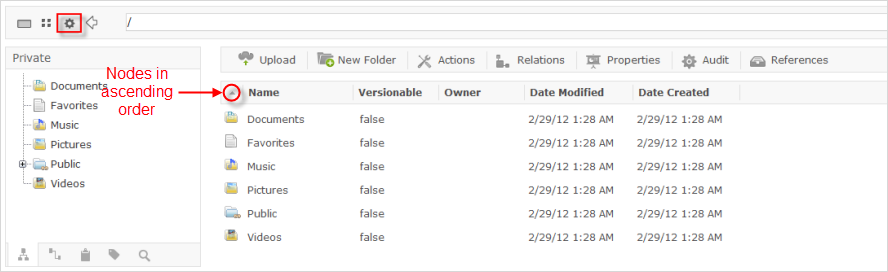 /
Private
Documents
Favorites
Music
Pictures
Public
Videos
Nodes in
ascending
order
Upload New Folder Actions Relations Properties Audit References
Name Versionable Owner Date Modified Date Created
Documents false 2/29/12 1:28 AM 2/29/12 1:28 AM
Favorites false 2/29/12 1:28 AM 2/29/12 1:28 AM
Music false 2/29/12 1:28 AM 2/29/12 1:28 AM
Pictures false 2/29/12 1:28 AM 2/29/12 1:28 AM
Public false 2/29/12 1:28 AM 2/29/12 1:28 AM
Videos false 2/29/12 1:28 AM 2/29/12 1:28 AM